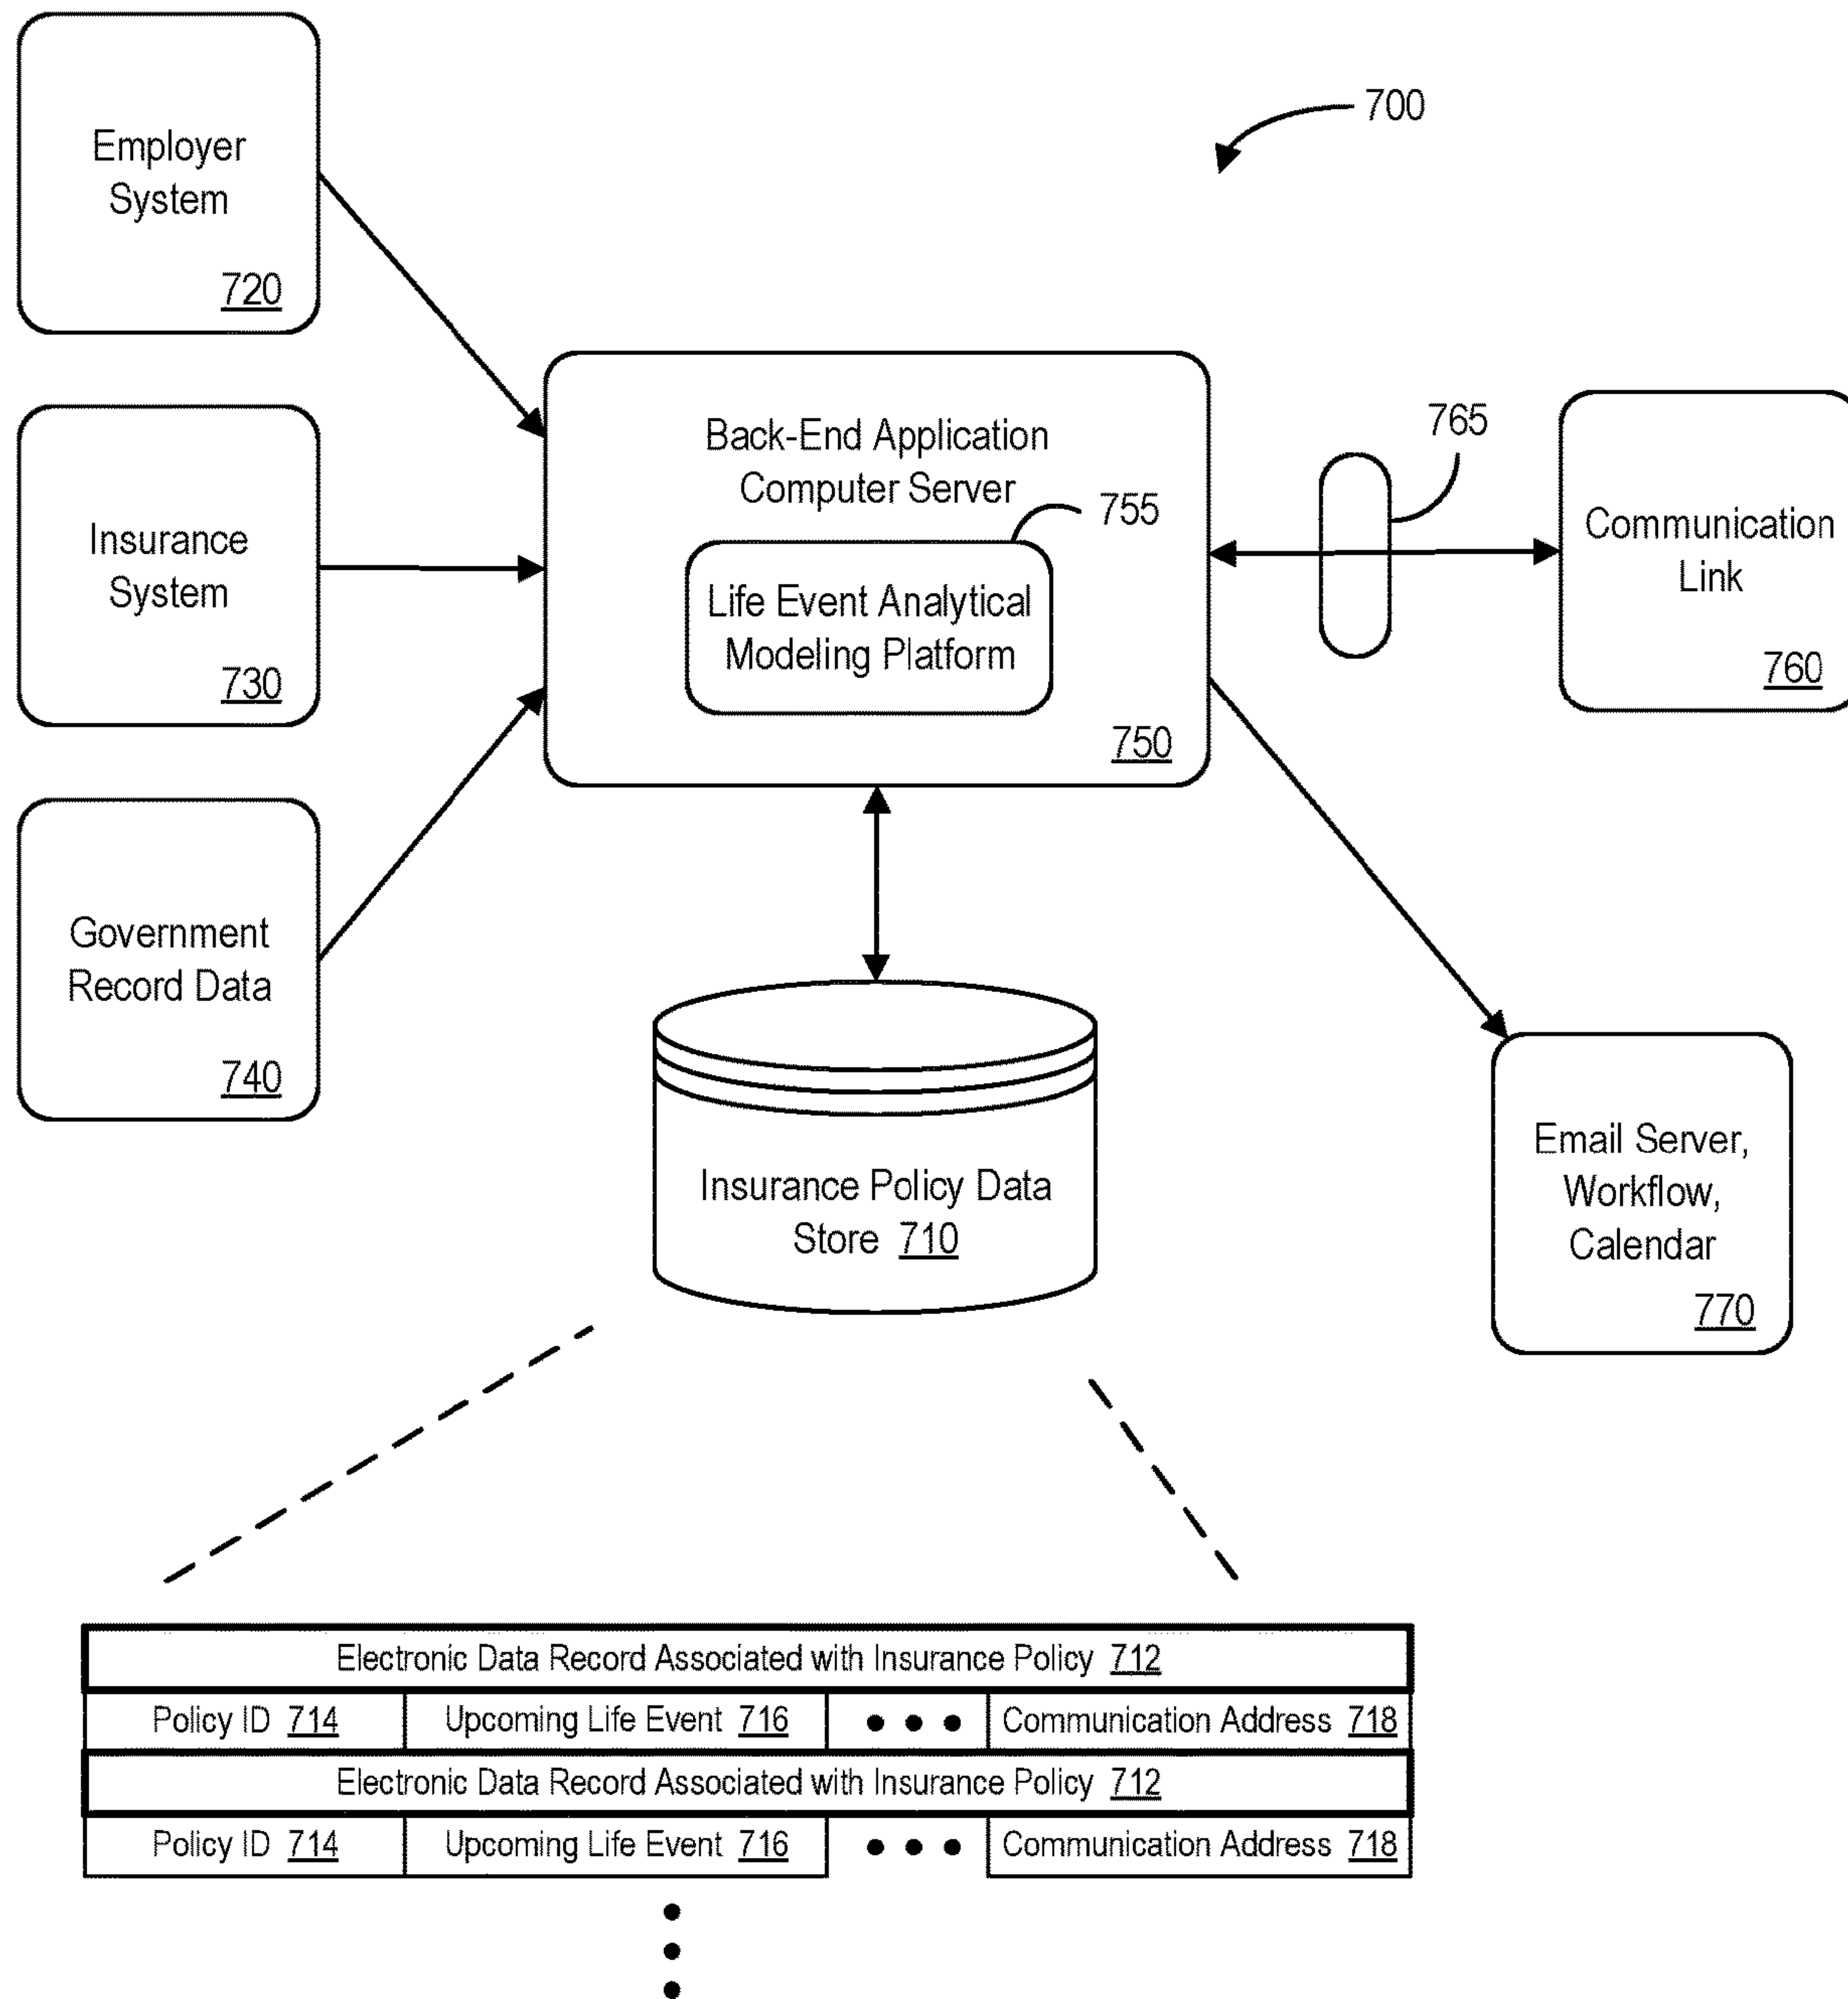 700
Employer
System
720
Insurance
System
730
Government
Record Data
740
Back-End Application
Computer Server
755
Life Event Analytical
Modeling Platform
750
765
Communication
Link
760
Insurance Policy Data
Store 710
Email Server,
Workflow,
Calendar
770
Electronic Data Record Associated with Insurance Policy 712
Policy ID 714 Upcoming Life Event 716 ● ● ● Communication Address 718
Electronic Data Record Associated with Insurance Policy 712
Policy ID 714 Upcoming Life Event 716 ● ● ● Communication Address 718